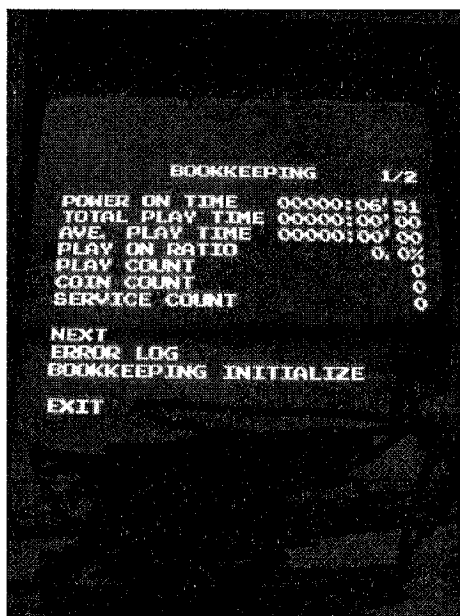 BOOKKEEPING 1/2
POWER ON TIME 00000:06' 51
TOTAL PLAY TIME 00000:00' 00
AVE. PLAY TIME 00000:00' 00
PLAY ON RATIO 0. 0%
PLAY COUNT 0
COIN COUNT 0
SERVICE COUNT 0
NEXT
ERROR LOG
BOOKKEEPING INITIALIZE
EXIT